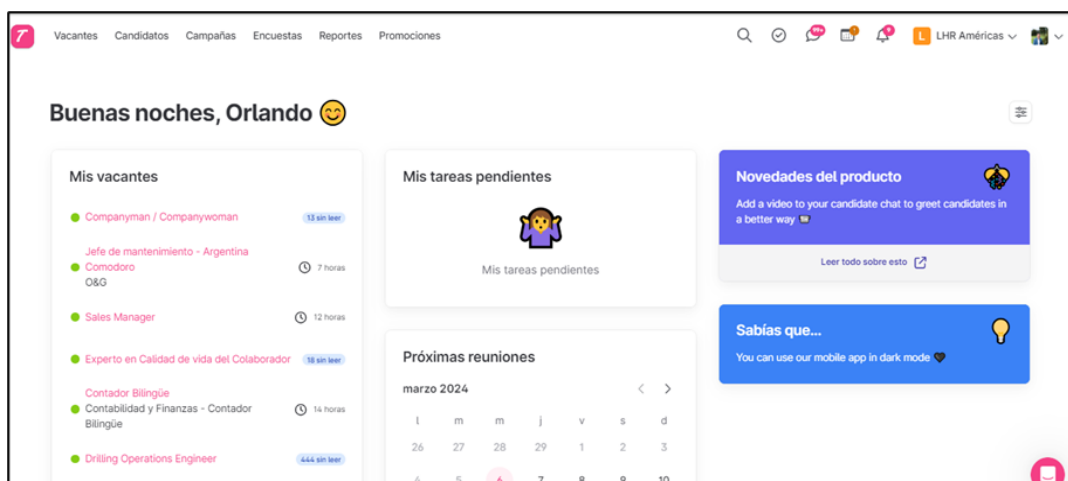 T
Vacantes Candidatos Campañas Encuestas Reportes Promociones
99+
9
L LHR Américas
Buenas noches, Orlando
Mis vacantes
Companyman / Companywoman 13 sin leer
Jefe de mantenimiento - Argentina
Comodoro 7 horas
O&G
Sales Manager 12 horas
Experto en Calidad de vida del Colaborador 18 sin leer
Contador Bilingüe
Contabilidad y Finanzas - Contador 14 horas
Bilingüe
Drilling Operations Engineer 444 sin leer
Mis tareas pendientes
Mis tareas pendientes
Próximas reuniones
marzo 2024
l m m j v s d
26 27 28 29 1 2 3
4 5 6 7 8 9 10
Novedades del producto
Add a video to your candidate chat to greet candidates in
a better way
Leer todo sobre esto
Sabías que...
You can use our mobile app in dark mode